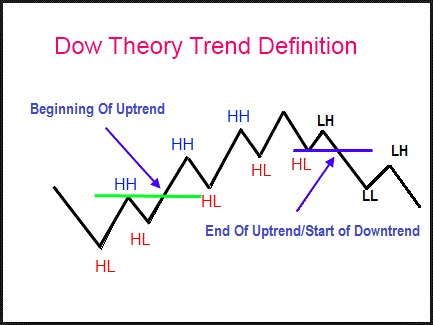 Dow Theory Trend Definition
Beginning Of Uptrend
HH
LH
HH
LH
HH
HL
HL
HL
LL
HL
End Of Uptrend/Start of Downtrend
HL